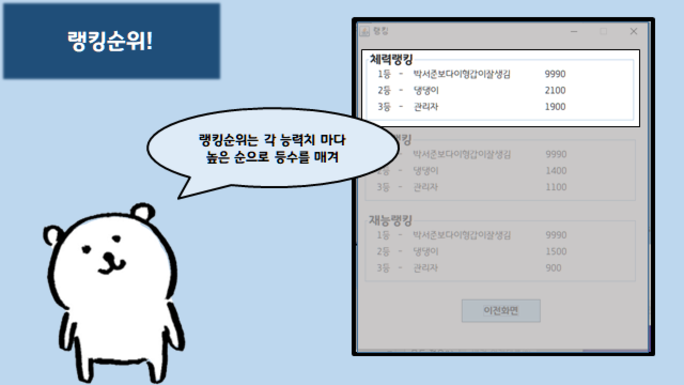 랭킹순위!
랭킹
체력랭킹
1등 - 박서준보다이형갑이잘생김 9990
2등 - 댕댕이 2100
3등 - 관리자 1900
랭킹순위는 각 능력치 마다
높은 순으로 등수를 매겨
랭킹
박서준보다이형갑이잘생김 9990
2등 - 댕댕이 1400
3등 - 관리자 1100
재능랭킹
1등 - 박서준보다이형갑이잘생김 9990
2등 - 댕댕이 1500
3등 - 관리자 900
이전화면